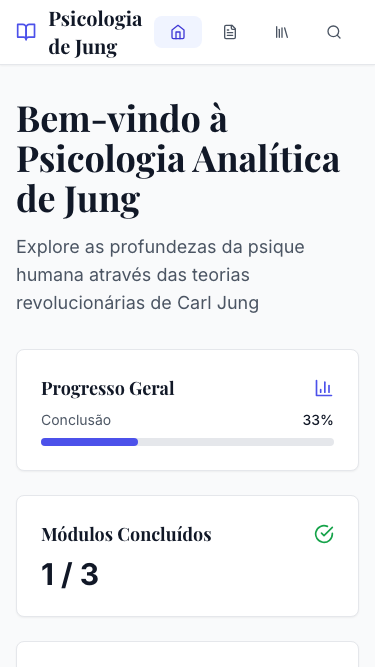 Psicologia
de Jung
Bem-vindo à
Psicologia Analítica
de Jung
Explore as profundezas da psique
humana através das teorias
revolucionárias de Carl Jung
Progresso Geral
Conclusão 33%
Módulos Concluídos
1 / 3